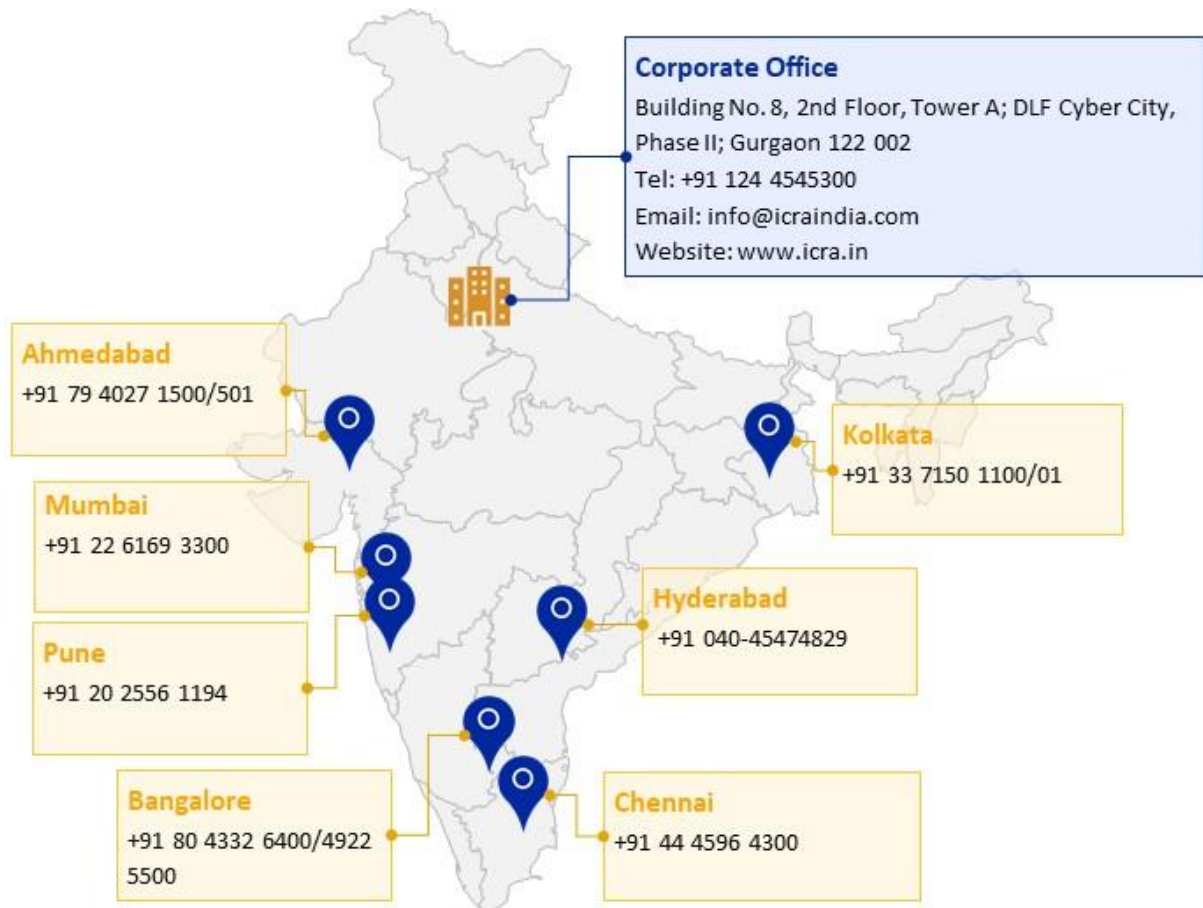 Corporate Office
Building No. 8, 2nd Floor, Tower A; DLF Cyber City,
Phase II; Gurgaon 122 002
Tel: +91 124 4545300
Email: info@icraindia.com
Website: www.icra.in
Ahmedabad
+91 79 4027 1500/501
Kolkata
+91 33 7150 1100/01
Mumbai
+91 22 6169 3300
Hyderabad
+91 040-45474829
Pune
+91 20 2556 1194
Bangalore
+91 80 4332 6400/4922
5500
Chennai
+91 44 4596 4300